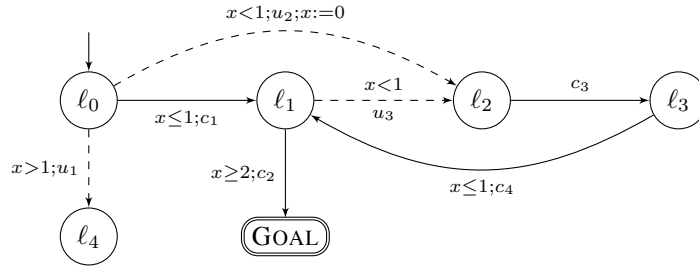 x<1;u₂;x:=0
ℓ₀
ℓ₁
ℓ₂
ℓ₃
x≤1;c₁
x<1
u₃
c₃
x>1;u₁
x≥2;c₂
x≤1;c₄
ℓ₄
GOAL